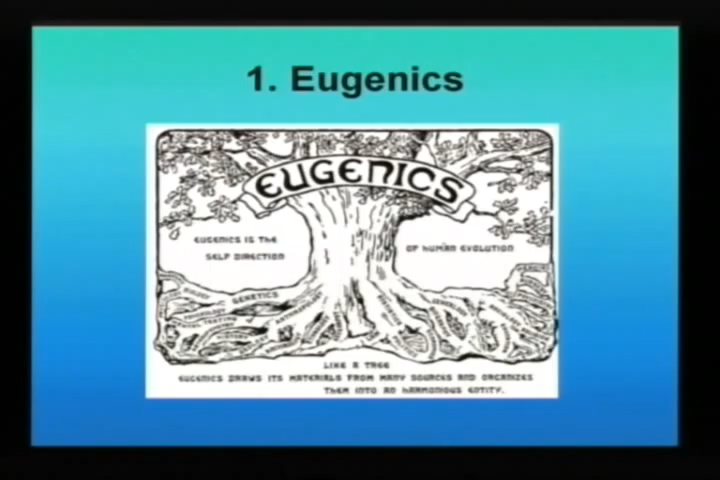 1. Eugenics
EUGENICS
EUGENICS IS THE
SELF DIRECTION
OF HUMAN EVOLUTION
GENETICS
LIKE A TREE
EUGENICS DRAWS ITS MATERIALS FROM MANY SOURCES AND ORGANIZES
THEM INTO AN HARMONIOUS ENTITY.